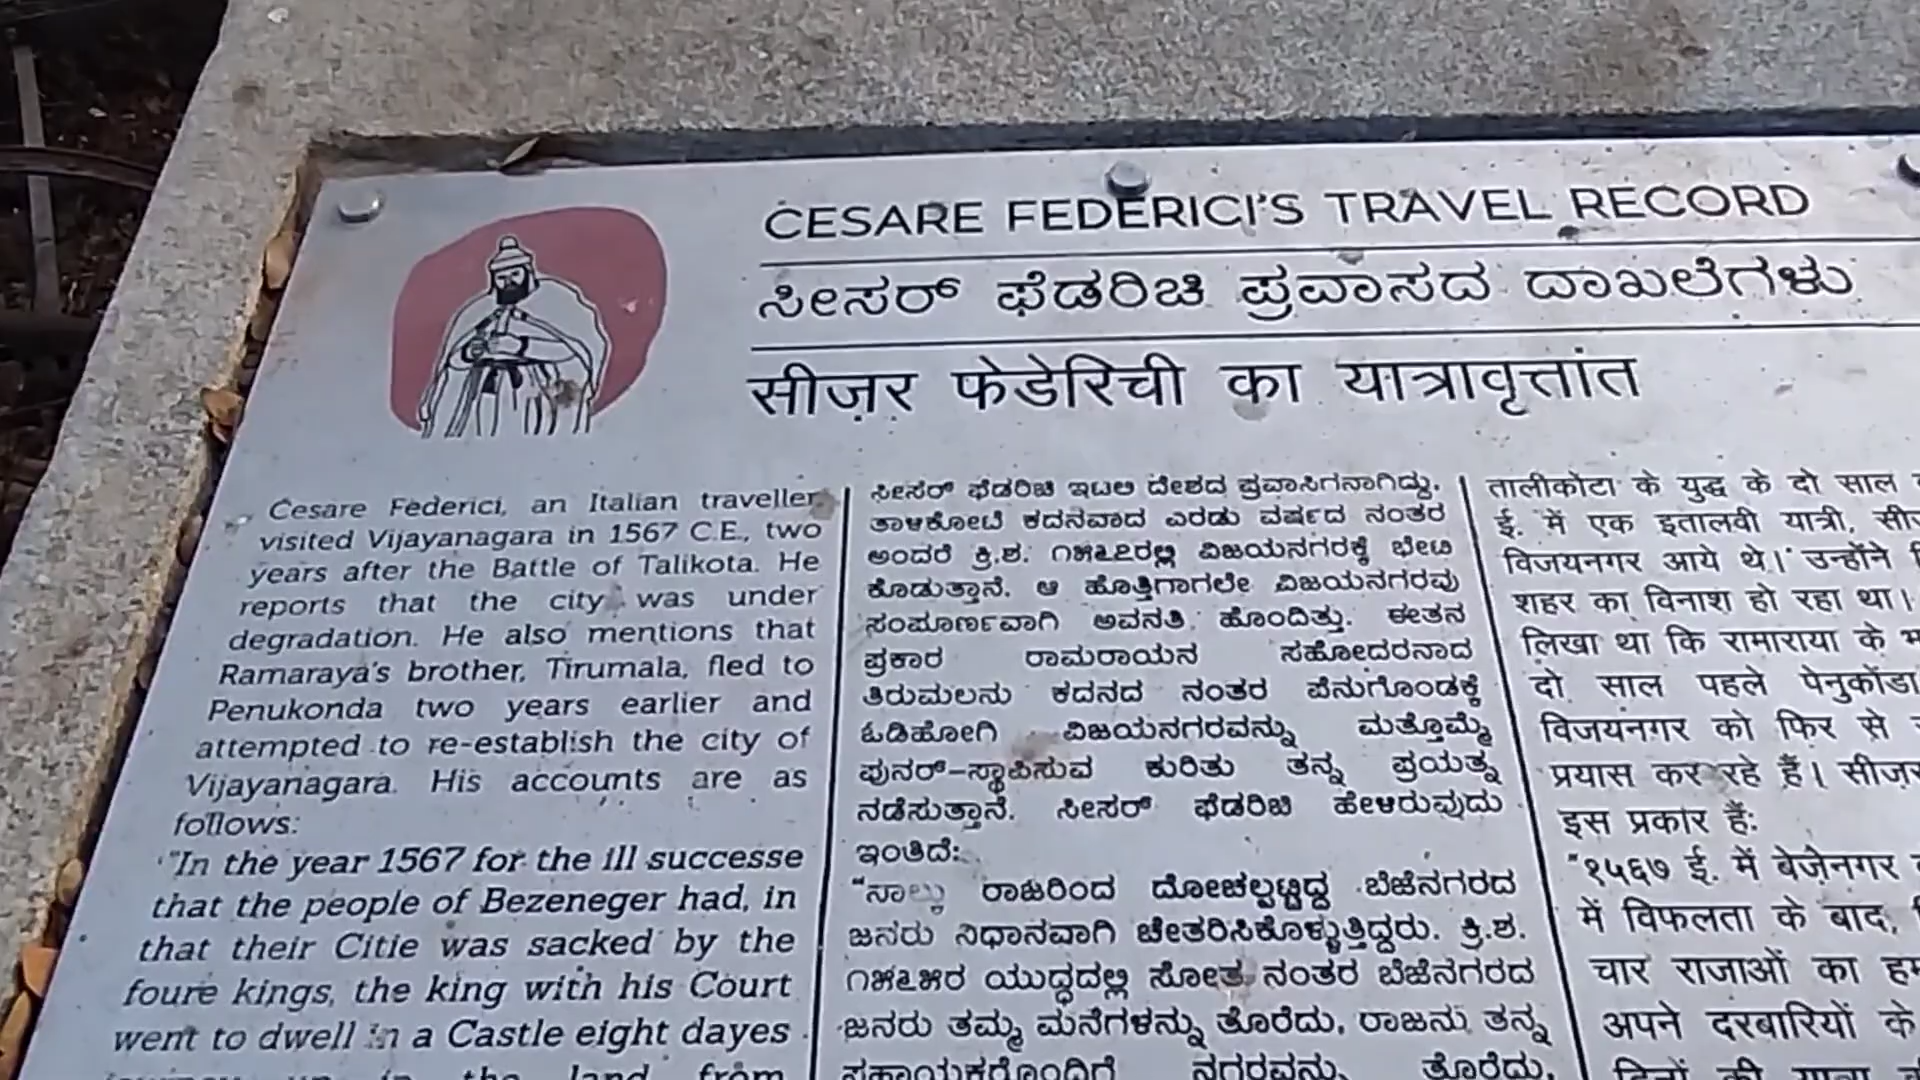 CESARE FEDERICI'S TRAVEL RECORD
ಸೀಸರ್ ಫೆಡರಿಚಿ ಪ್ರವಾಸದ ದಾಖಲೆಗಳು
सीज़र फेडेरिची का यात्रावृत्तांत
Cesare Federici, an Italian traveller
visited Vijayanagara in 1567 C.E., two
years after the Battle of Talikota. He
reports that the city was under
degradation. He also mentions that
Ramaraya's brother, Tirumala, fled to
Penukonda two years earlier and
attempted to re-establish the city of
Vijayanagara. His accounts are as
follows:
"In the year 1567 for the ill successe
that the people of Bezeneger had, in
that their Citie was sacked by the
foure kings, the king with his Court
went to dwell in a Castle eight dayes
in the land from
ಸೀಸರ್ ಫೆಡರಿಚಿ ಇಟಲಿ ದೇಶದ ಪ್ರವಾಸಿಗನಾಗಿದ್ದು,
ತಾಳಿಕೋಟೆ ಕದನವಾದ ಎರಡು ವರ್ಷದ ನಂತರ
ಅಂದರೆ ಕ್ರಿ.ಶ. ೧೫೬೭ರಲ್ಲಿ ವಿಜಯನಗರಕ್ಕೆ ಭೇಟಿ
ಕೊಡುತ್ತಾನೆ. ಆ ಹೊತ್ತಿಗಾಗಲೇ ವಿಜಯನಗರವು
ಸಂಪೂರ್ಣವಾಗಿ ಅವನತಿ ಹೊಂದಿತ್ತು. ಈತನ
ಪ್ರಕಾರ ರಾಮರಾಯನ ಸಹೋದರನಾದ
ತಿರುಮಲನು ಕದನದ ನಂತರ ಪೆನುಗೊಂಡಕ್ಕೆ
ಓಡಿಹೋಗಿ ವಿಜಯನಗರವನ್ನು ಮತ್ತೊಮ್ಮೆ
ಪುನರ್-ಸ್ಥಾಪಿಸುವ ಕುರಿತು ತನ್ನ ಪ್ರಯತ್ನ
ನಡೆಸುತ್ತಾನೆ. ಸೀಸರ್ ಫೆಡರಿಚಿ ಹೇಳಿರುವುದು
ಇಂತಿದೆ:
"ನಾಲ್ಕು ರಾಜರಿಂದ ದೋಚಲ್ಪಟ್ಟಿದ್ದ ಬೆಜೆನಗರದ
ಜನರು ನಿಧಾನವಾಗಿ ಚೇತರಿಸಿಕೊಳ್ಳುತ್ತಿದ್ದರು. ಕ್ರಿ.ಶ.
೧೫೬೫ರ ಯುದ್ಧದಲ್ಲಿ ಸೋತ ನಂತರ ಬೆಜೆನಗರದ
ಜನರು ತಮ್ಮ ಮನೆಗಳನ್ನು ತೊರೆದು, ರಾಜನು ತನ್ನ
ಸಹಾಯಕರೊಂದಿಗೆ ನಗರವನ್ನು ತೊರೆದು,
तालीकोटा के युद्ध के दो साल
ई. में एक इतालवी यात्री,
विजयनगर आये थे। उन्होंने
शहर का विनाश हो रहा था।
लिखा था कि रामाराया के
दो साल पहले पेनुकोंडा
विजयनगर को फिर से
प्रयास कर रहे हैं। सीज़र
इस प्रकार हैं:
"१५६७ ई. में बेज़ेनगर
में विफलता के बाद,
चार राजाओं का
अपने दरबारियों के
दिनों की यात्रा